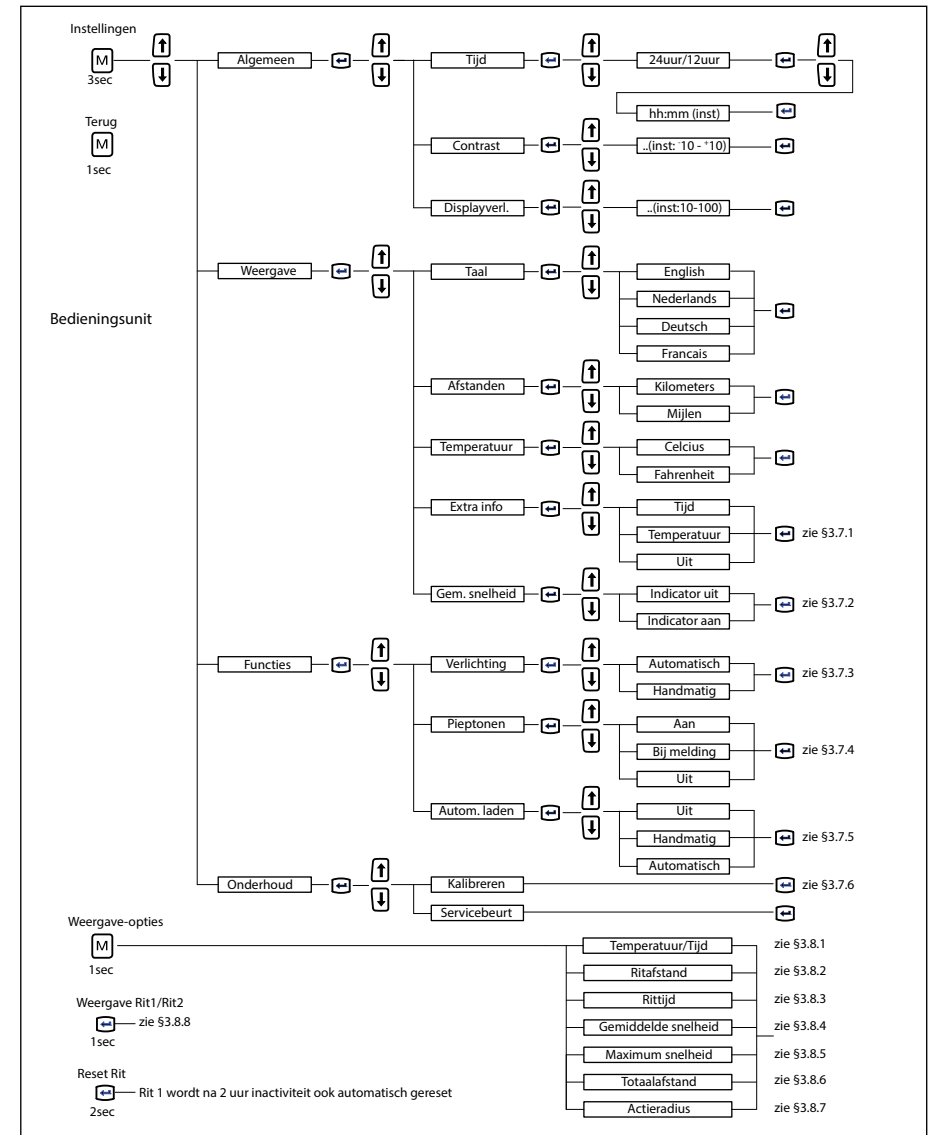 Instellingen
M
3sec
Algemeen
Tijd
24uur/12uur
hh:mm (inst)
Terug
M
1sec
Contrast
..(inst: -10 - +10)
Displayverl.
..(inst:10-100)
Weergave
Taal
English
Nederlands
Deutsch
Francais
Bedieningsunit
Afstanden
Kilometers
Mijlen
Temperatuur
Celcius
Fahrenheit
Extra info
Tijd
Temperatuur
Uit
zie §3.7.1
Gem. snelheid
Indicator uit
Indicator aan
zie §3.7.2
Functies
Verlichting
Automatisch
Handmatig
zie §3.7.3
Pieptonen
Aan
Bij melding
Uit
zie §3.7.4
Autom. laden
Uit
Handmatig
Automatisch
zie §3.7.5
Onderhoud
Kalibreren
zie §3.7.6
Servicebeurt
Weergave-opties
M
1sec
Temperatuur/Tijd
zie §3.8.1
Ritafstand
zie §3.8.2
Rittijd
zie §3.8.3
Gemiddelde snelheid
zie §3.8.4
Maximum snelheid
zie §3.8.5
Totaalafstand
zie §3.8.6
Actieradius
zie §3.8.7
Weergave Rit1/Rit2
zie §3.8.8
1sec
Reset Rit
Rit 1 wordt na 2 uur inactiviteit ook automatisch gereset
2sec